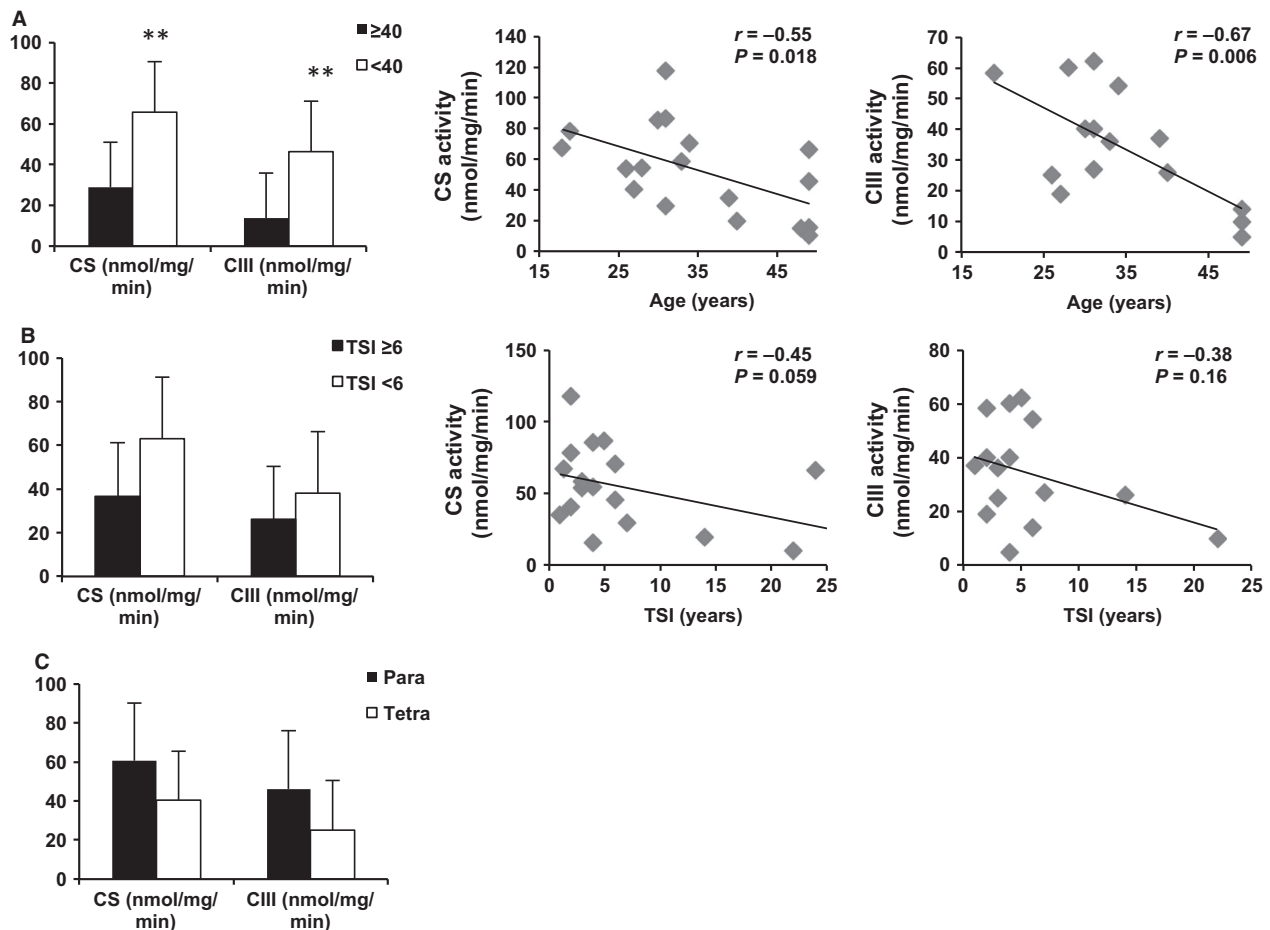 A
100
80
60
40
20
0
**
**
≥40
<40
CS (nmol/mg/
min)
CIII (nmol/mg/
min)
CS activity
(nmol/mg/min)
140
120
100
80
60
40
20
0
15
25
35
45
Age (years)
r = –0.55
P = 0.018
CIII activity
(nmol/mg/min)
70
60
50
40
30
20
10
0
15
25
35
45
Age (years)
r = –0.67
P = 0.006
B
100
80
60
40
20
0
TSI ≥6
TSI <6
CS (nmol/mg/
min)
CIII (nmol/mg/
min)
CS activity
(nmol/mg/min)
150
100
50
0
0
5
10
15
20
25
TSI (years)
r = –0.45
P = 0.059
CIII activity
(nmol/mg/min)
80
60
40
20
0
0
5
10
15
20
25
TSI (years)
r = –0.38
P = 0.16
C
100
80
60
40
20
0
Para
Tetra
CS (nmol/mg/
min)
CIII (nmol/mg/
min)